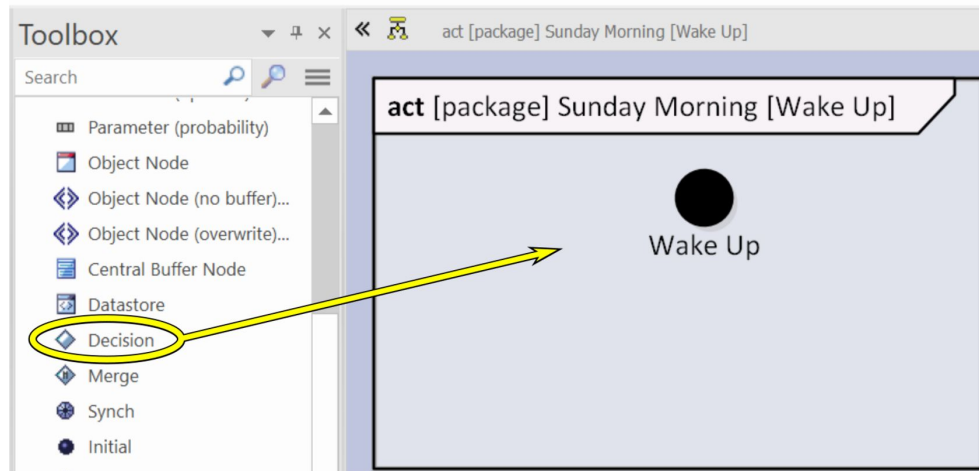 Toolbox
Search
Parameter (probability)
Object Node
Object Node (no buffer)...
Object Node (overwrite)...
Central Buffer Node
Datastore
Decision
Merge
Synch
Initial
act [package] Sunday Morning [Wake Up]
act [package] Sunday Morning [Wake Up]
Wake Up